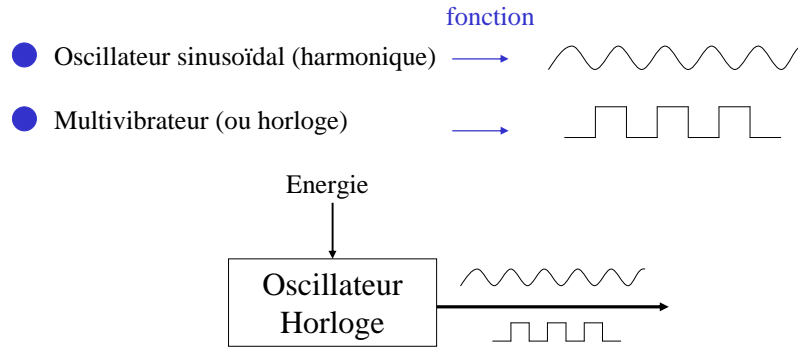 fonction
Oscillateur sinusoïdal (harmonique)
Multivibrateur (ou horloge)
Energie
Oscillateur
Horloge